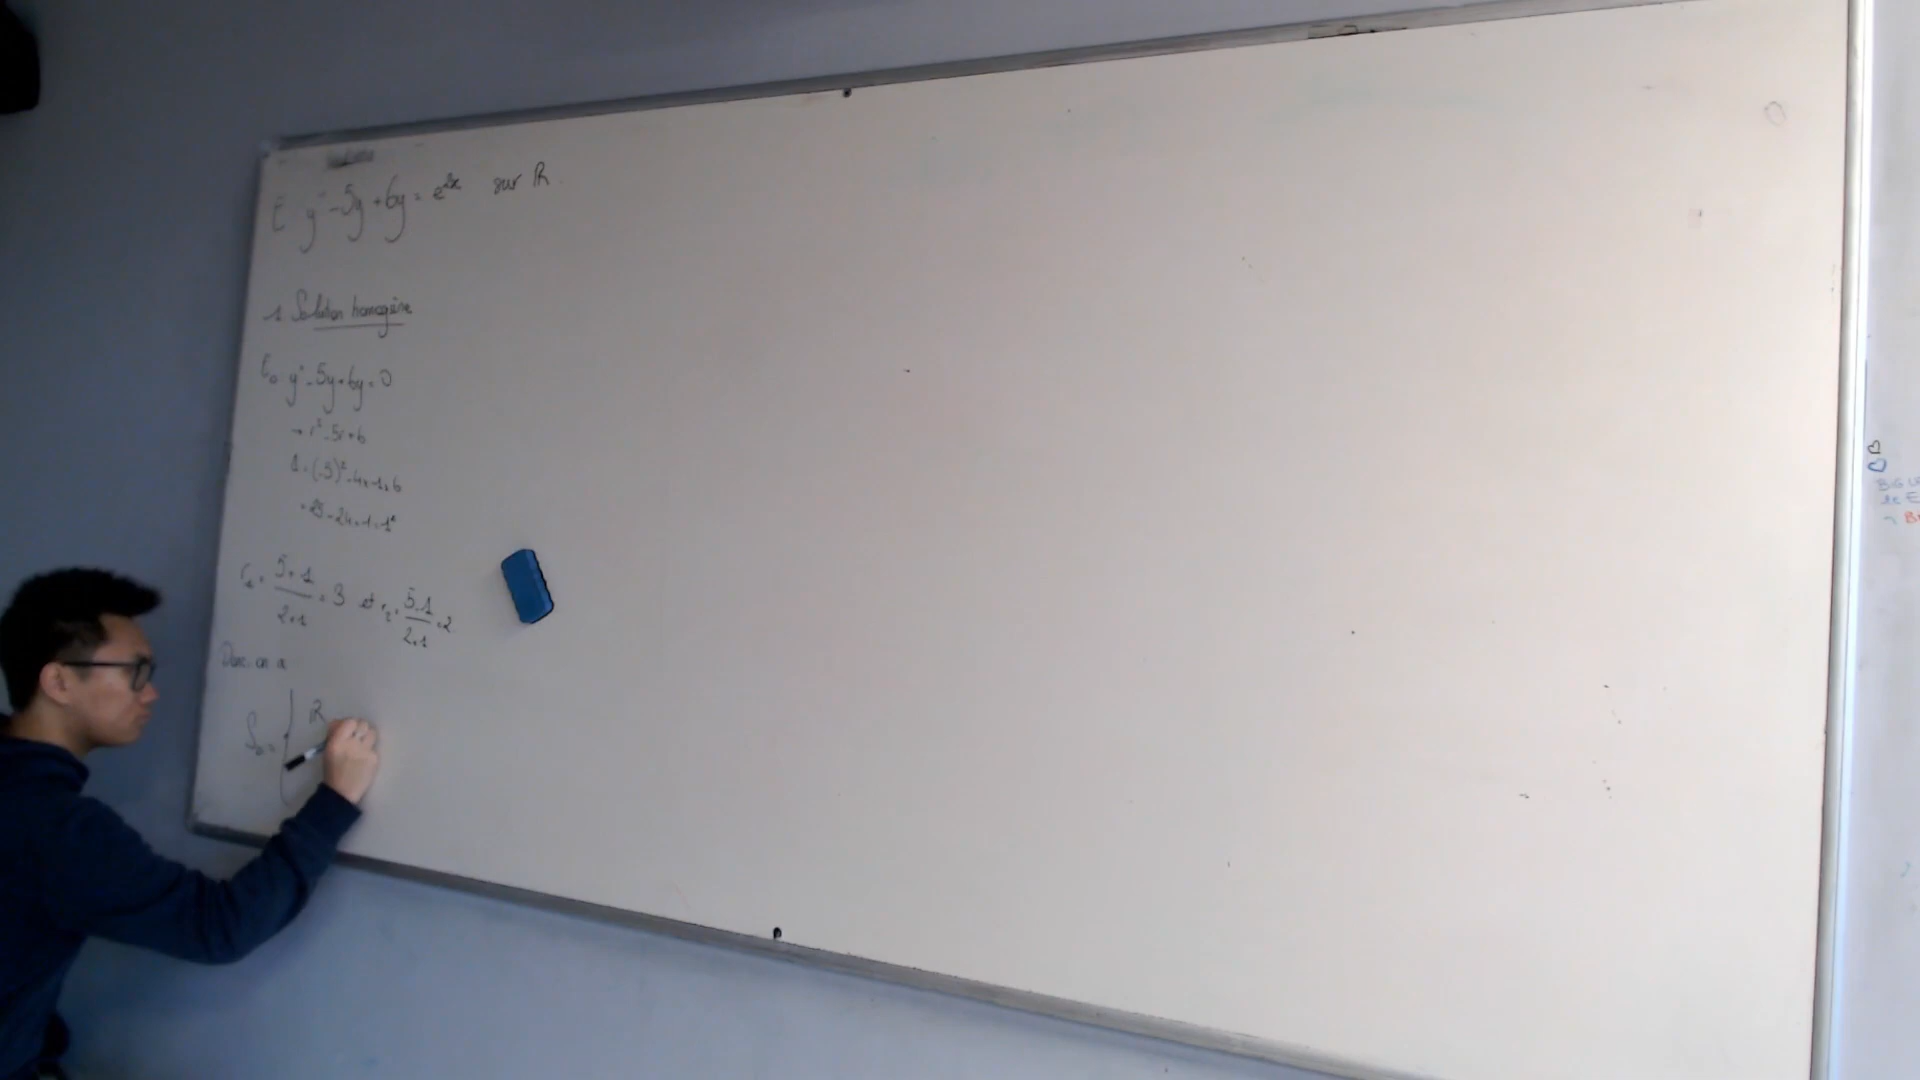 E y'' - 5y' + 6y = e^{2x} sur ℝ
1. Solution homogène
E₀ y'' - 5y' + 6y = 0
→ r² - 5r + 6
Δ = (-5)² - 4×1×6
= 25 - 24 = 1 = 1²
r₁ = (5+1)/(2×1) = 3 et r₂ = (5-1)/(2×1) = 2
Donc, on a
S₀ = { ℝ
BIG U